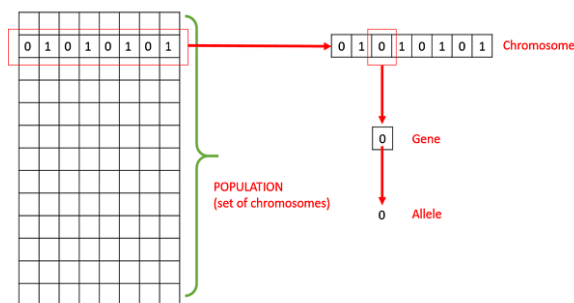 0 1 0 1 0 1 0 1
0 1 0 1 0 1 0 1 Chromosome
0 Gene
POPULATION
(set of chromosomes)
0 Allele